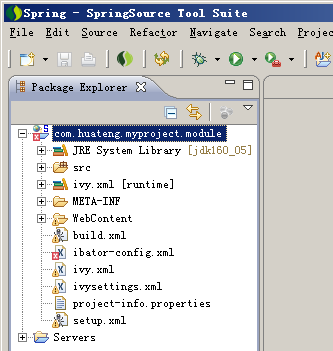 Spring - SpringSource Tool Suite
File Edit Source Refactor Navigate Search Projec
Package Explorer
com.huateng.myproject.module
JRE System Library [jdk160_05]
src
ivy.xml [runtime]
META-INF
WebContent
build.xml
ibator-config.xml
ivy.xml
ivysettings.xml
project-info.properties
setup.xml
Servers